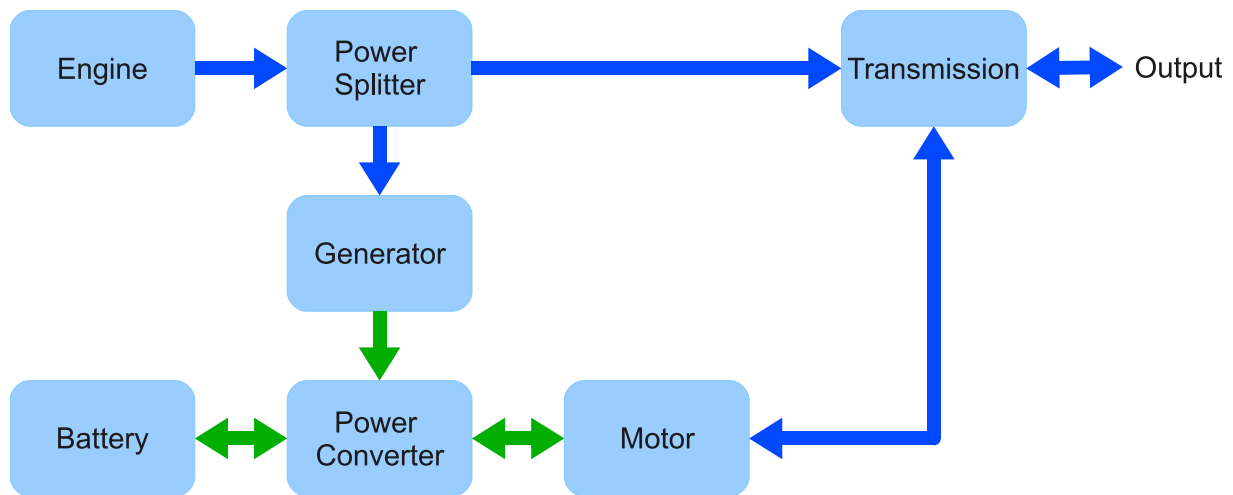 Engine
Power
Splitter
Transmission
Output
Generator
Battery
Power
Converter
Motor